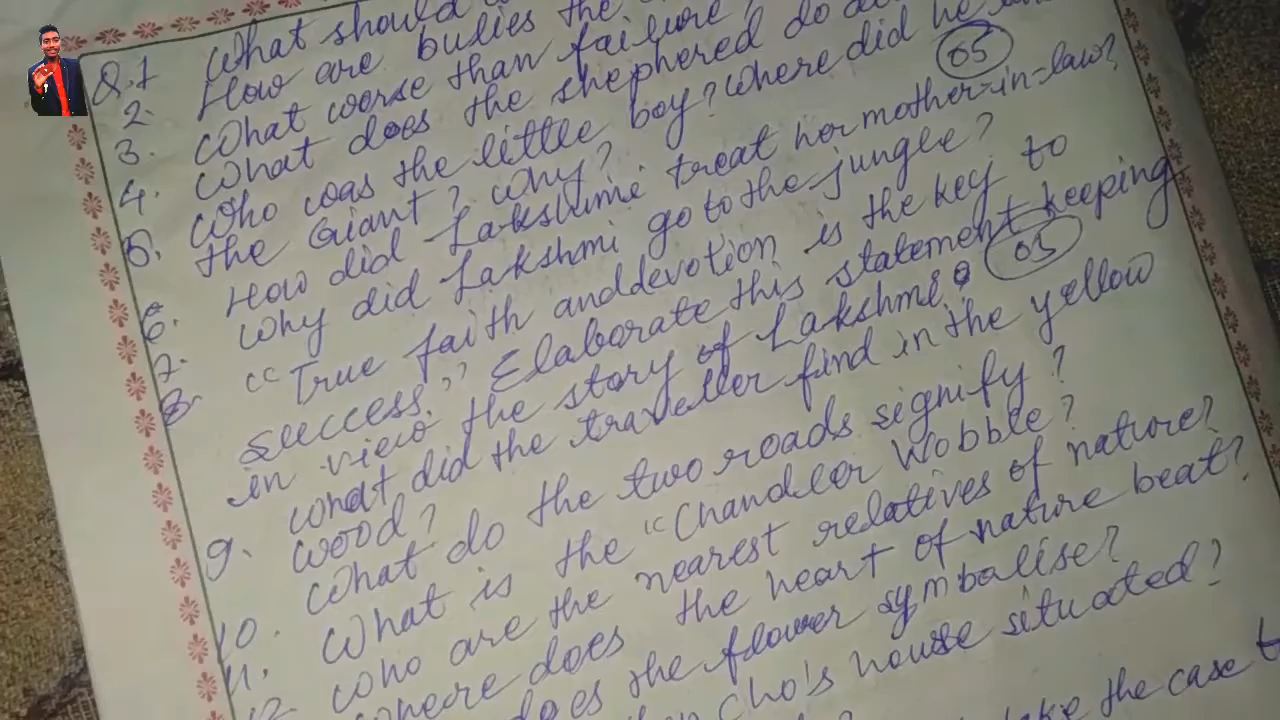 Q.1 What should
2. How are bullies the
3. What worse than failure?
4. What does the shephered do
5. Who was the little boy? Where did he
the Giant? Why? 05
6. How did Lakshmi treat her mother-in-law?
7. Why did Lakshmi go to the jungle?
8. "True faith anddevotion is the key to
success." Elaborate this statement keeping
in view the story of Lakshmi. 05
9. What did the traveller find in the yellow
wood?
10. What do the two roads signify?
11. What is the "Chandler Wobble?
12. Who are the nearest relatives of nature?
Where does the heart of nature beat?
does the flower symbolise?
Cho's house situated?
the case